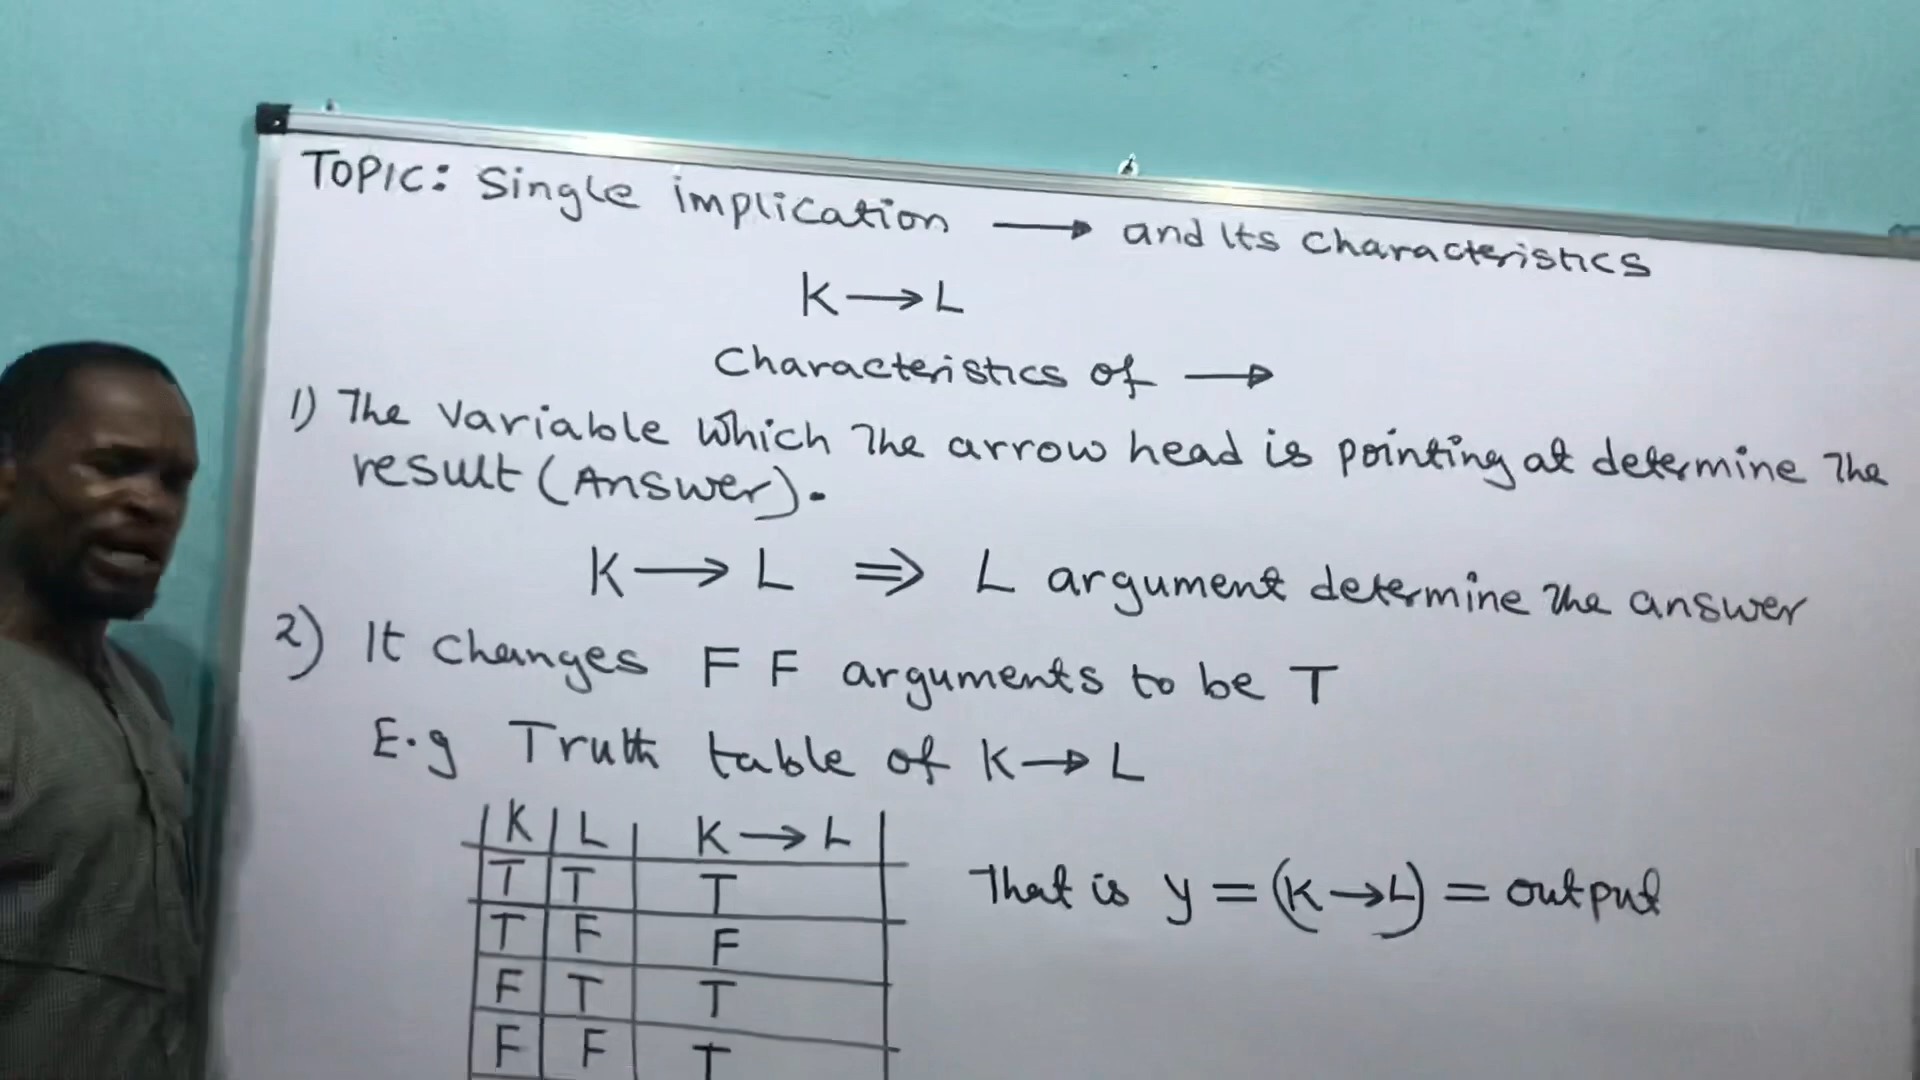 TOPIC: Single implication → and Its characteristics
K → L
Characteristics of →
1) The variable which The arrow head is pointing at determine The
result (Answer).
K → L ⇒ L argument determine the answer
2) It changes F F arguments to be T
E.g Truth table of K → L
K L K → L
T T T
That is y = (K → L) = output
T F F
F T T
F F T